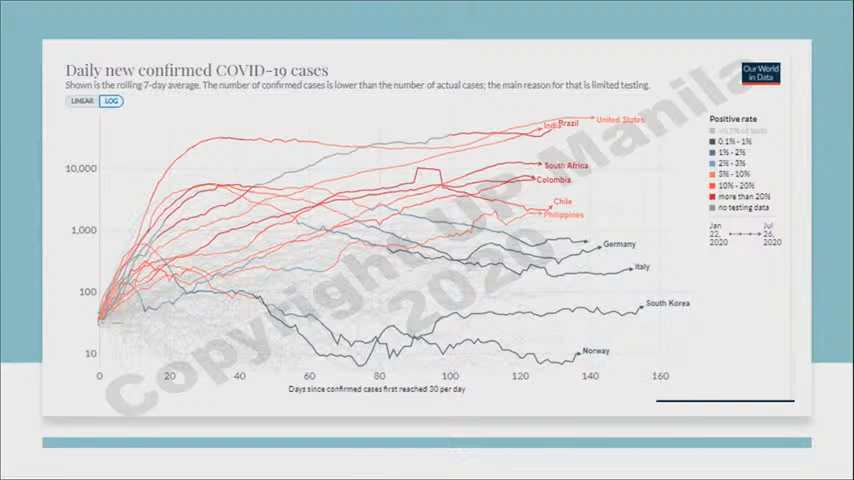 Daily new confirmed COVID-19 cases
Shown is the rolling 7-day average. The number of confirmed cases is lower than the number of actual cases; the main reason for that is limited testing.
LINEAR LOG
Our World
in Data
10,000
1,000
100
10
0 20 40 60 80 100 120 140 160
Days since confirmed cases first reached 30 per day
United States
India
Brazil
South Africa
Colombia
Chile
Philippines
Germany
Italy
South Korea
Norway
Positive rate
0.1% - 1%
1% - 2%
2% - 3%
3% - 10%
10% - 20%
more than 20%
no testing data
Jan
22,
2020
Jul
26,
2020
Copyright UP Manila
2020